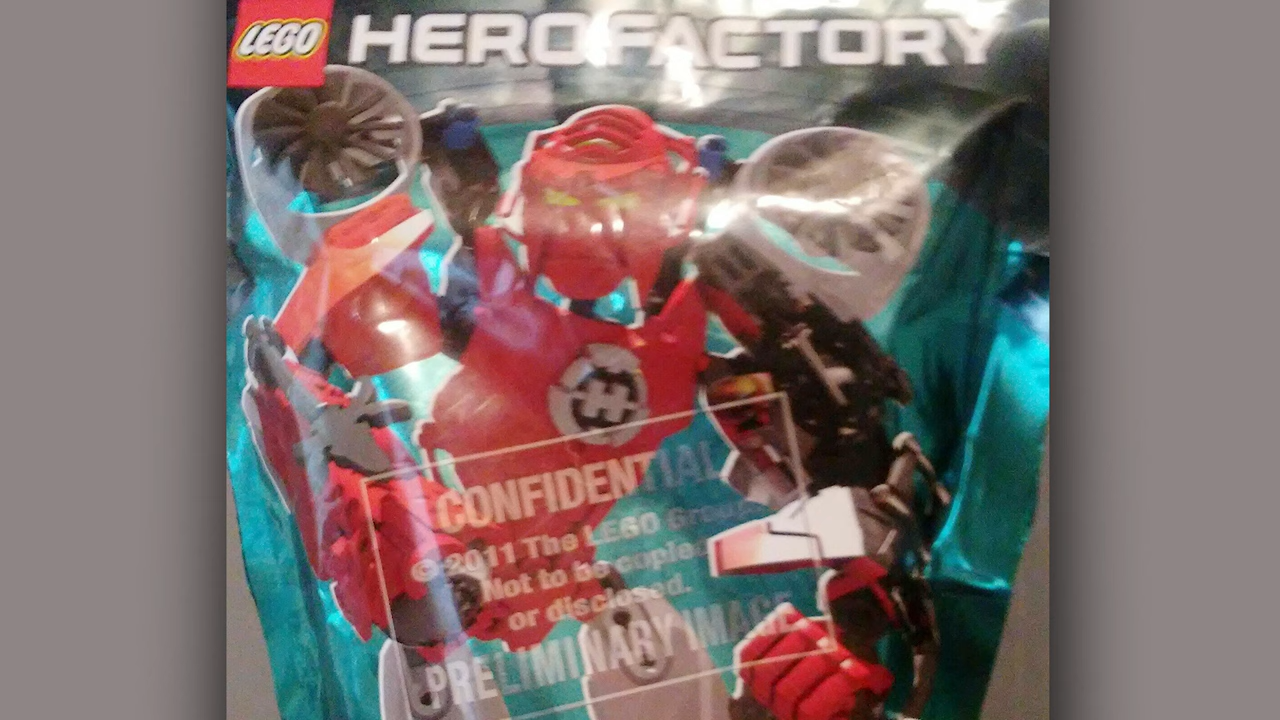 LEGO
HERO FACTORY
CONFIDENTIAL
© 2011 The LEGO Group
Not to be copied
or disclosed.
PRELIMINARY IMAGE